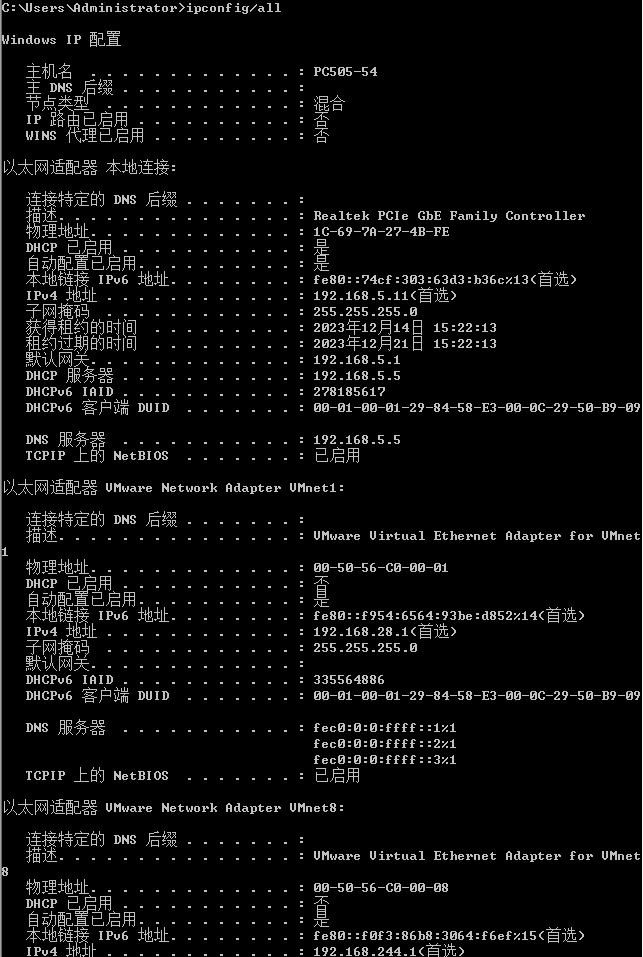 C:\Users\Administrator>ipconfig/all
Windows IP 配置
主机名 . . . . . . . . . . . . . : PC505-54
主 DNS 后缀 . . . . . . . . . . . :
节点类型 . . . . . . . . . . . . : 混合
IP 路由已启用 . . . . . . . . . . : 否
WINS 代理已启用 . . . . . . . . . : 否
以太网适配器 本地连接:
连接特定的 DNS 后缀 . . . . . . . :
描述. . . . . . . . . . . . . . . : Realtek PCIe GbE Family Controller
物理地址. . . . . . . . . . . . . : 1C-69-7A-27-4B-FE
DHCP 已启用 . . . . . . . . . . . : 是
自动配置已启用. . . . . . . . . . : 是
本地链接 IPv6 地址. . . . . . . . : fe80::74cf:303:63d3:b36c%13(首选)
IPv4 地址 . . . . . . . . . . . . : 192.168.5.11(首选)
子网掩码 . . . . . . . . . . . . : 255.255.255.0
获得租约的时间 . . . . . . . . . : 2023年12月14日 15:22:13
租约过期的时间 . . . . . . . . . : 2023年12月21日 15:22:13
默认网关. . . . . . . . . . . . . : 192.168.5.1
DHCP 服务器 . . . . . . . . . . . : 192.168.5.5
DHCPv6 IAID . . . . . . . . . . . : 278185617
DHCPv6 客户端 DUID . . . . . . . : 00-01-00-01-29-84-58-E3-00-0C-29-50-B9-09
DNS 服务器 . . . . . . . . . . . : 192.168.5.5
TCPIP 上的 NetBIOS . . . . . . . : 已启用
以太网适配器 VMware Network Adapter VMnet1:
连接特定的 DNS 后缀 . . . . . . . :
描述. . . . . . . . . . . . . . . : VMware Virtual Ethernet Adapter for VMnet
1
物理地址. . . . . . . . . . . . . : 00-50-56-C0-00-01
DHCP 已启用 . . . . . . . . . . . : 否
自动配置已启用. . . . . . . . . . : 是
本地链接 IPv6 地址. . . . . . . . : fe80::f954:6564:93be:d852%14(首选)
IPv4 地址 . . . . . . . . . . . . : 192.168.28.1(首选)
子网掩码 . . . . . . . . . . . . : 255.255.255.0
默认网关. . . . . . . . . . . . . :
DHCPv6 IAID . . . . . . . . . . . : 335564886
DHCPv6 客户端 DUID . . . . . . . : 00-01-00-01-29-84-58-E3-00-0C-29-50-B9-09
DNS 服务器 . . . . . . . . . . . : fec0:0:0:ffff::1%1
fec0:0:0:ffff::2%1
fec0:0:0:ffff::3%1
TCPIP 上的 NetBIOS . . . . . . . : 已启用
以太网适配器 VMware Network Adapter VMnet8:
连接特定的 DNS 后缀 . . . . . . . :
描述. . . . . . . . . . . . . . . : VMware Virtual Ethernet Adapter for VMnet
8
物理地址. . . . . . . . . . . . . : 00-50-56-C0-00-08
DHCP 已启用 . . . . . . . . . . . : 否
自动配置已启用. . . . . . . . . . : 是
本地链接 IPv6 地址. . . . . . . . : fe80::f0f3:86b8:3064:f6ef%15(首选)
IPv4 地址 . . . . . . . . . . . . : 192.168.244.1(首选)